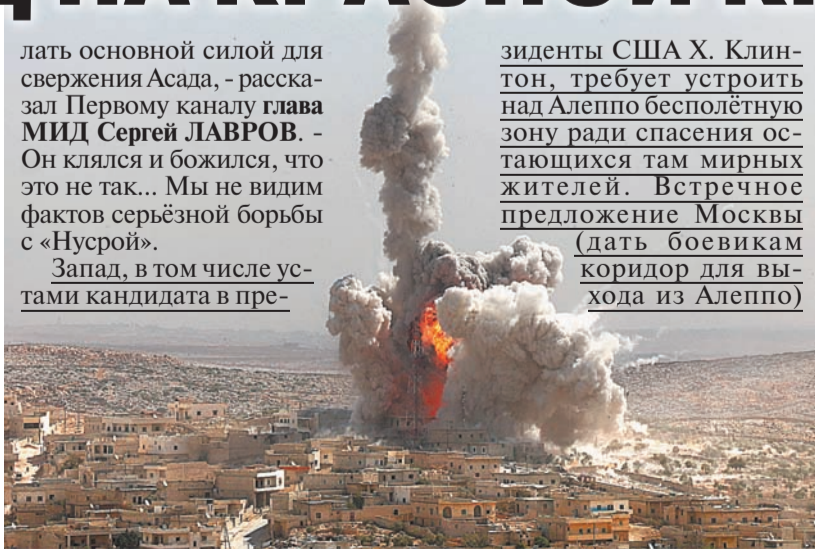 НА КРАСНОЙ
лать основной силой для
свержения Асада, - расска-
зал Первому каналу глава
МИД Сергей ЛАВРОВ. -
Он клялся и божился, что
это не так... Мы не видим
фактов серьёзной борьбы
с «Нусрой».
Запад, в том числе ус-
тами кандидата в пре-
зиденты США Х. Клин-
тон, требует устроить
над Алеппо бесполётную
зону ради спасения ос-
тающихся там мирных
жителей. Встречное
предложение Москвы
(дать боевикам
коридор для вы-
хода из Алеппо)